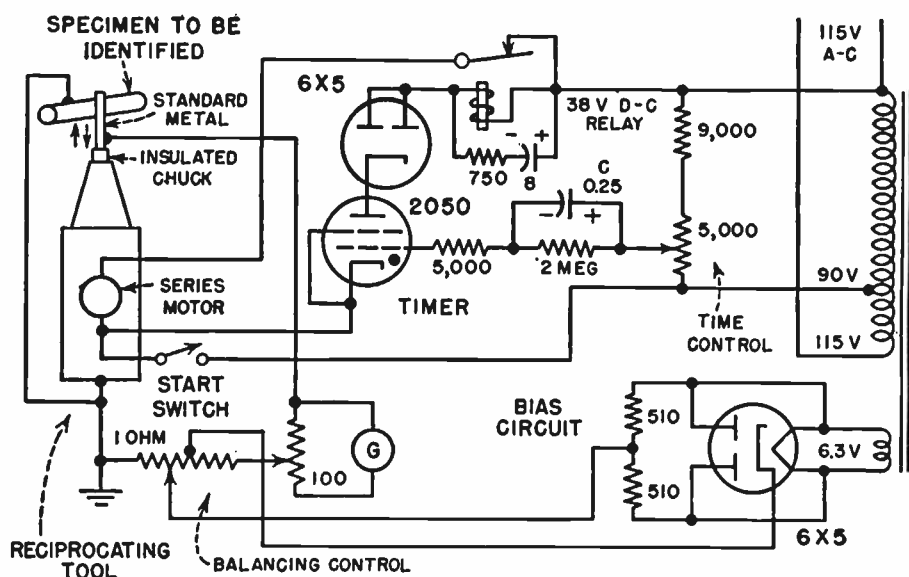 SPECIMEN TO BE
IDENTIFIED
STANDARD
METAL
INSULATED
CHUCK
6X5
115V
A-C
38 V D-C
RELAY
9,000
- +
750
8
C
0.25
- +
2050
5,000
5,000
2 MEG
TIMER
SERIES
MOTOR
TIME
CONTROL
90V
115V
START
SWITCH
BIAS
CIRCUIT
1 OHM
G
100
510
510
6.3V
6X5
RECIPROCATING
TOOL
BALANCING CONTROL